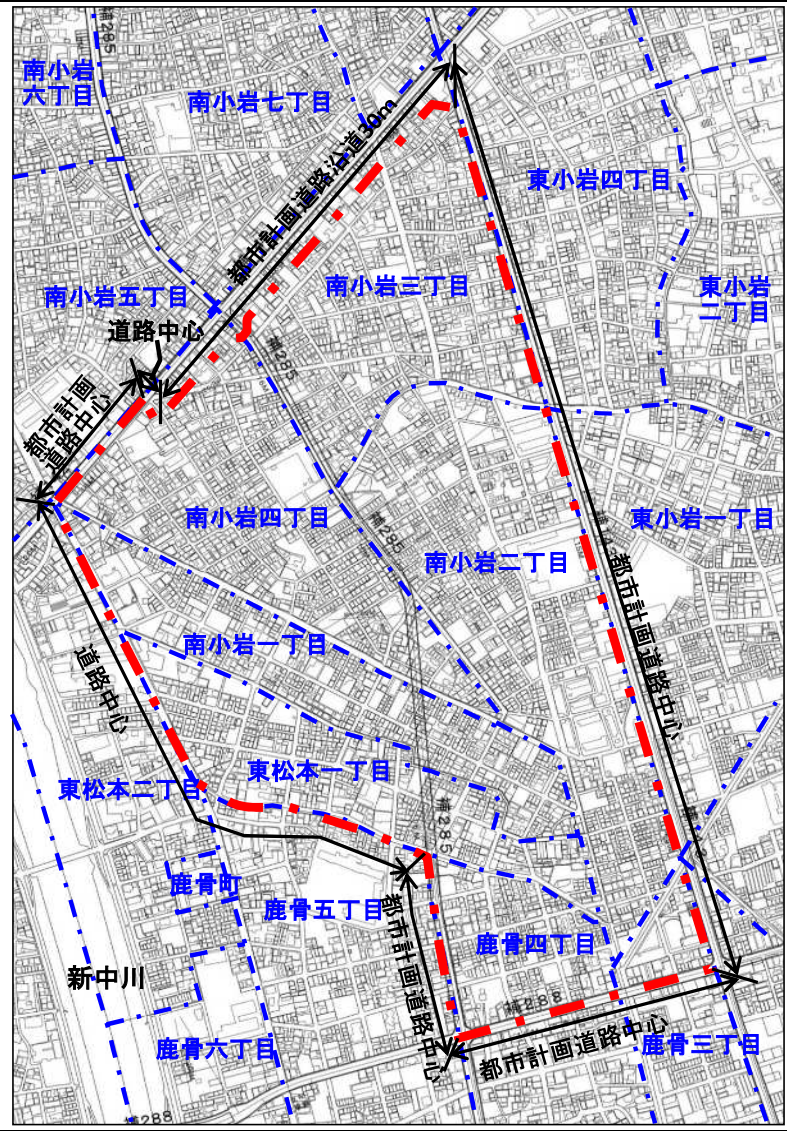 補285
南小岩
六丁目
南小岩七丁目
都市計画道路沿道30m
東小岩四丁目
南小岩五丁目
南小岩三丁目
東小岩
二丁目
道路中心
補285
都市計画
道路中心
南小岩四丁目
補285
東小岩一丁目
南小岩二丁目
都市計画道路中心
南小岩一丁目
道路中心
東松本一丁目
東松本二丁目
補285
鹿骨町
鹿骨五丁目
都市計画道路中心
鹿骨四丁目
新中川
補288
都市計画道路中心
鹿骨六丁目
鹿骨三丁目
補288